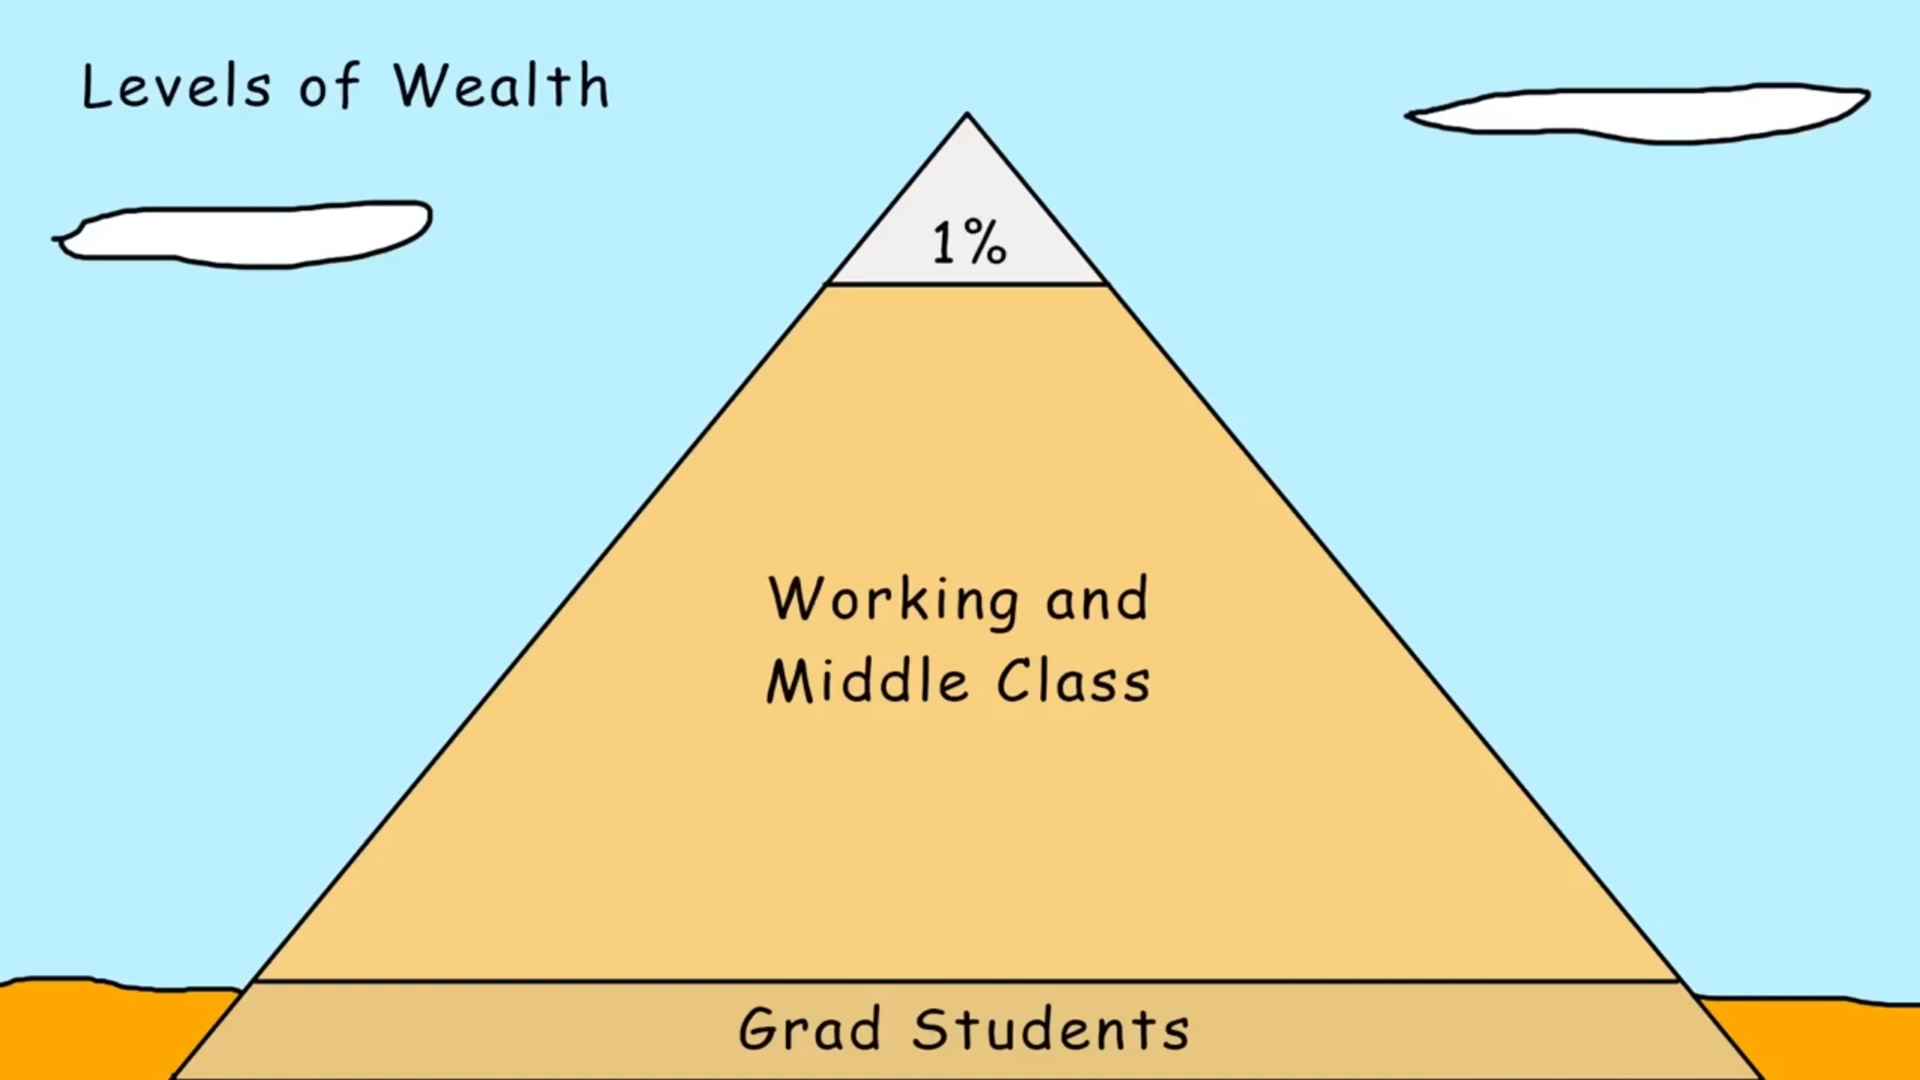 Levels of Wealth
1%
Working and
Middle Class
Grad Students